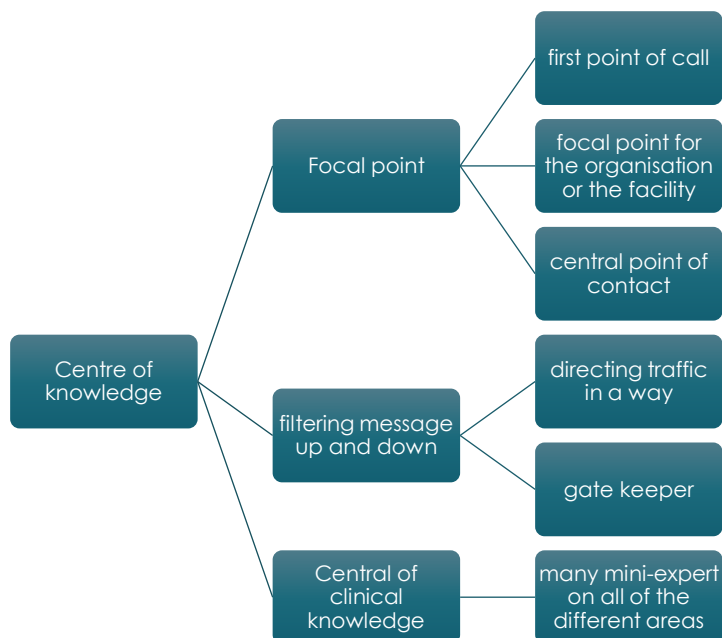 first point of call
Focal point
focal point for
the organisation
or the facility
central point of
contact
Centre of
knowledge
filtering message
up and down
directing traffic
in a way
gate keeper
Central of
clinical
knowledge
many mini-expert
on all of the
different areas